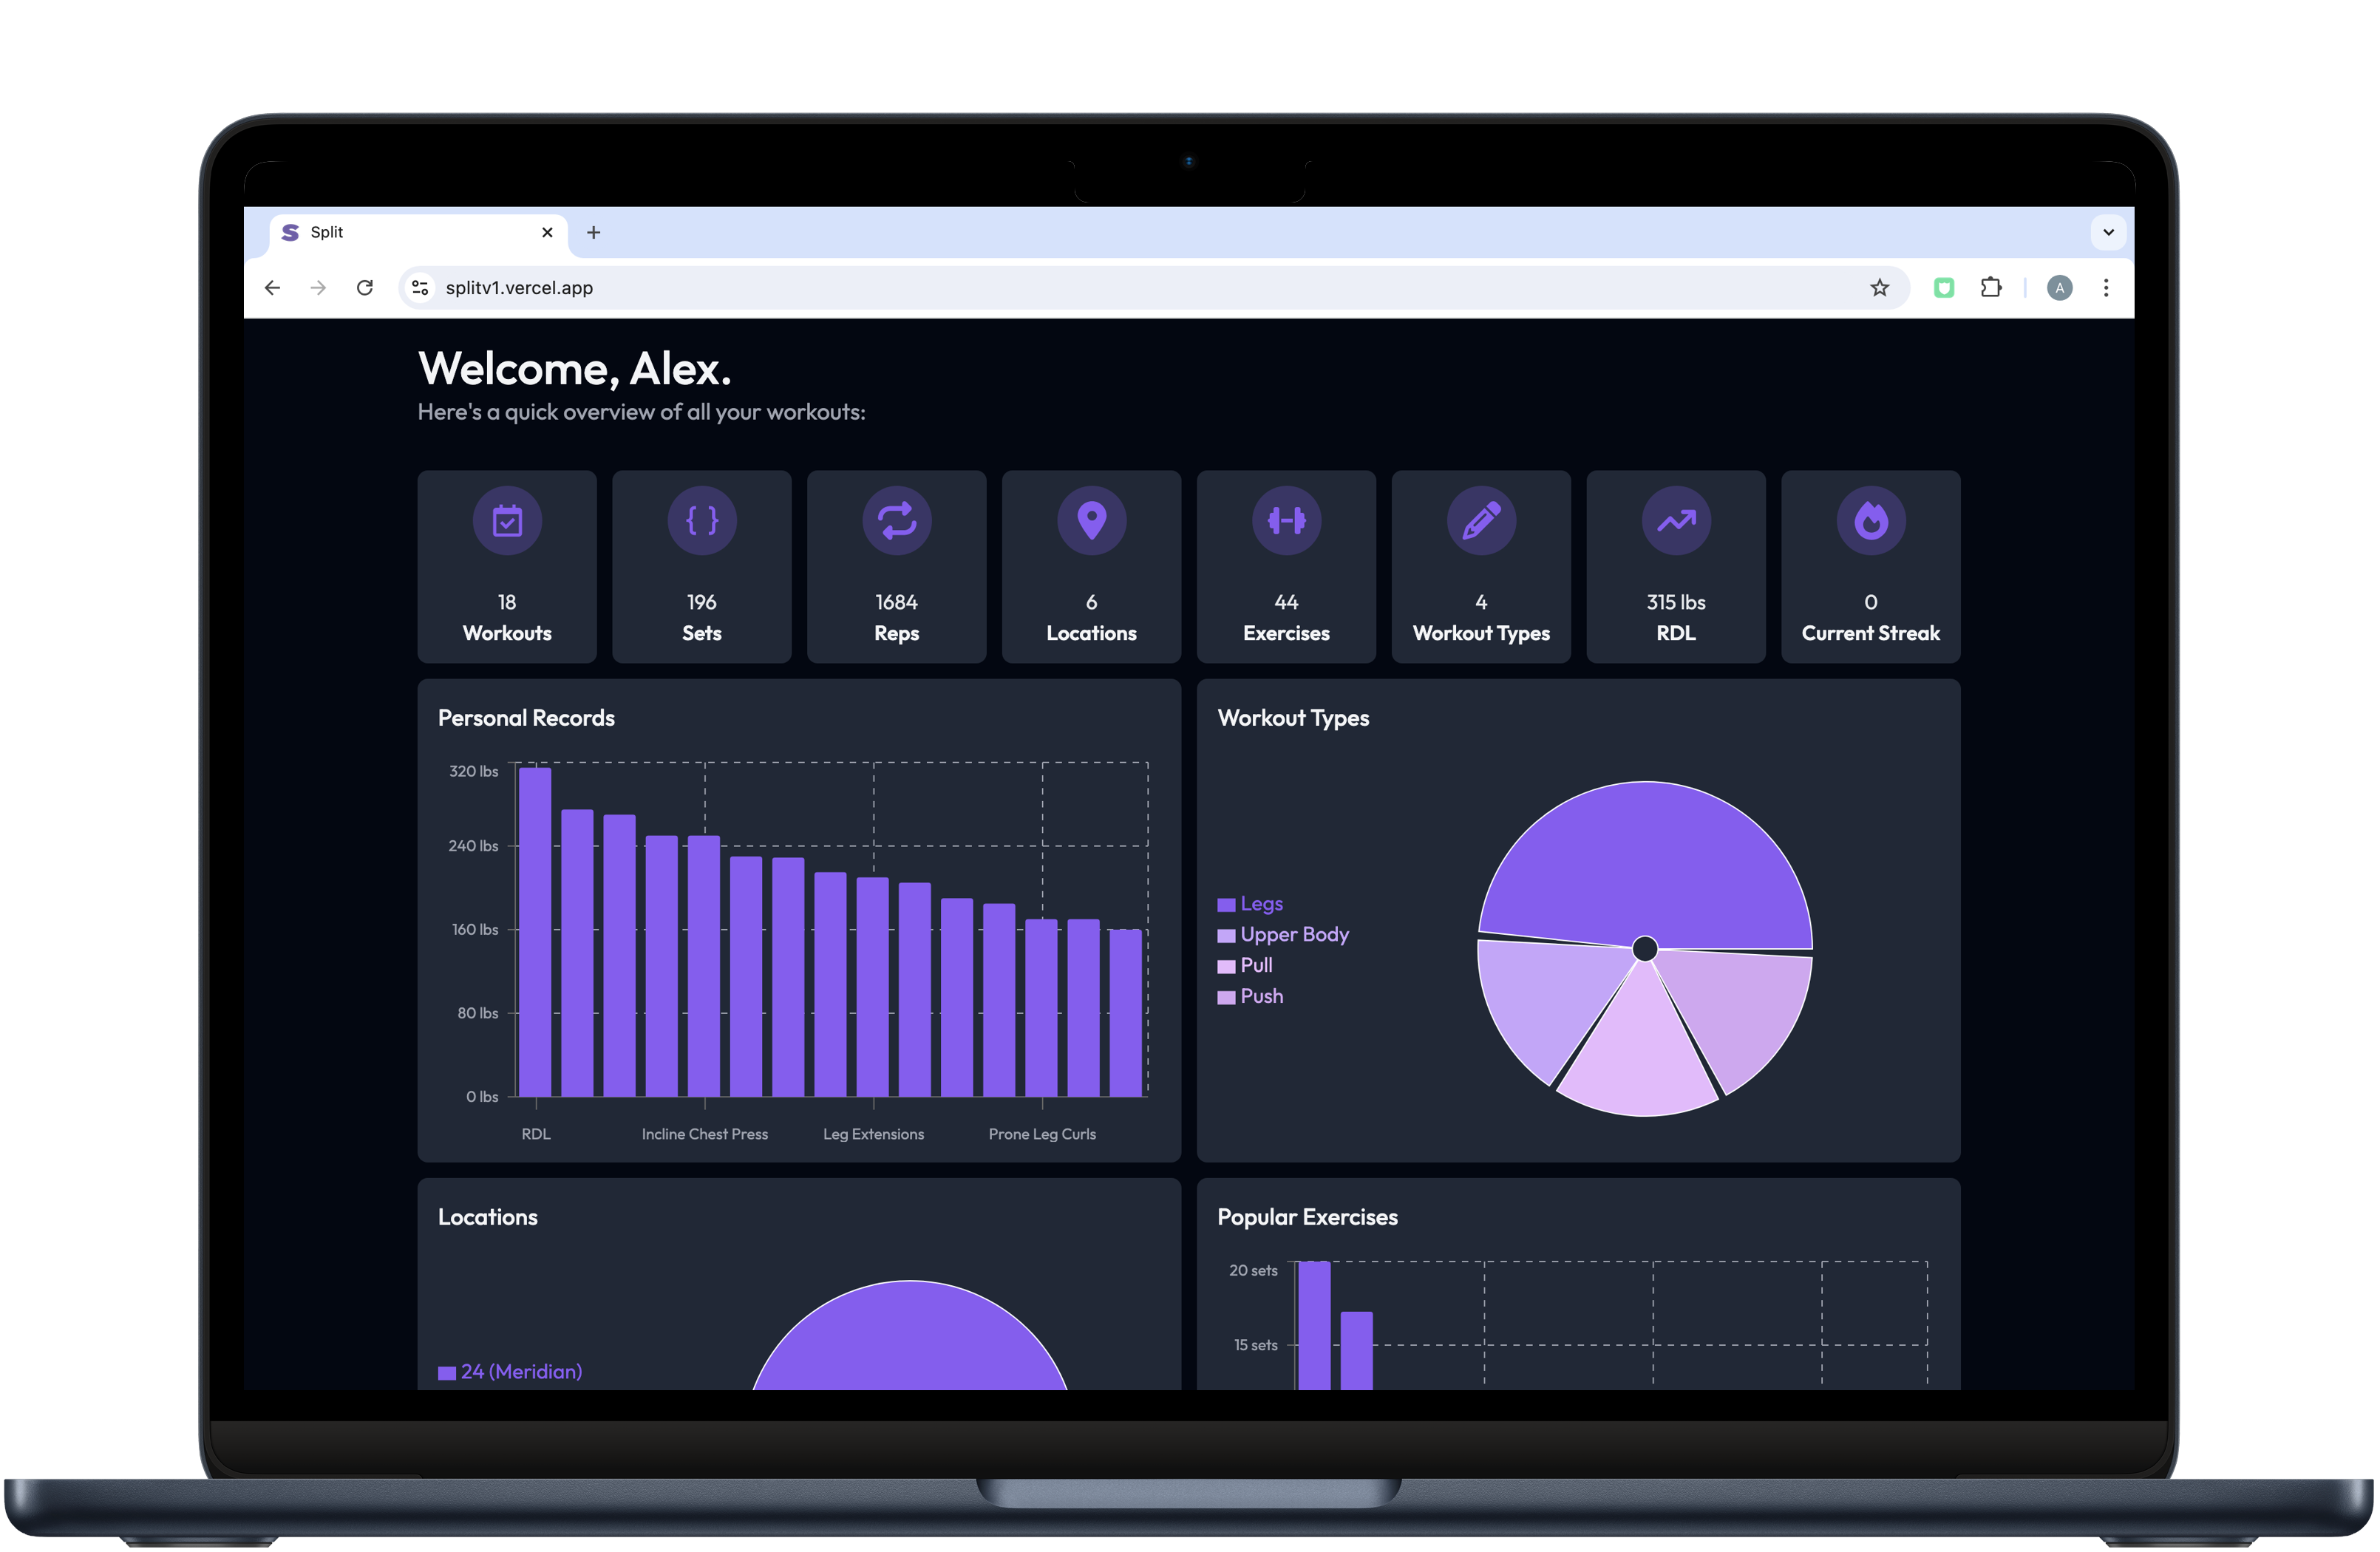 Split
splitv1.vercel.app
A
Welcome, Alex.
Here's a quick overview of all your workouts:
18
Workouts
196
Sets
1684
Reps
6
Locations
44
Exercises
4
Workout Types
315 lbs
RDL
0
Current Streak
Personal Records
320 lbs
240 lbs
160 lbs
80 lbs
0 lbs
RDL
Incline Chest Press
Leg Extensions
Prone Leg Curls
Workout Types
Legs
Upper Body
Pull
Push
Locations
24 (Meridian)
Popular Exercises
20 sets
15 sets